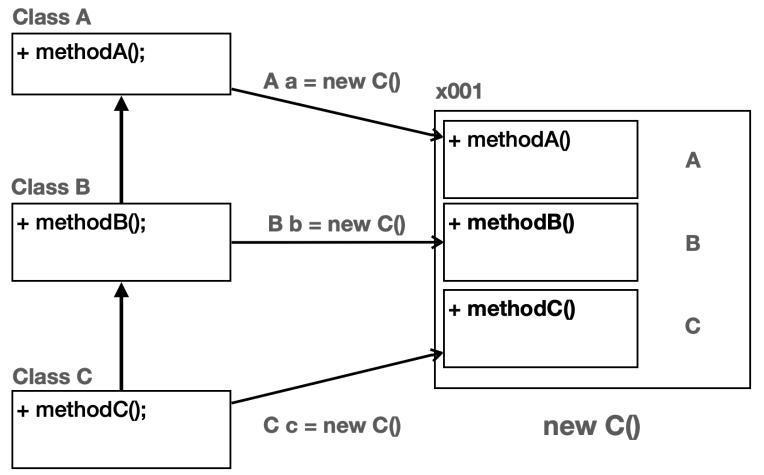 Class A
+ methodA();
A a = new C()
x001
+ methodA()
A
Class B
+ methodB();
B b = new C()
+ methodB()
B
+ methodC()
C
Class C
+ methodC();
C c = new C()
new C()